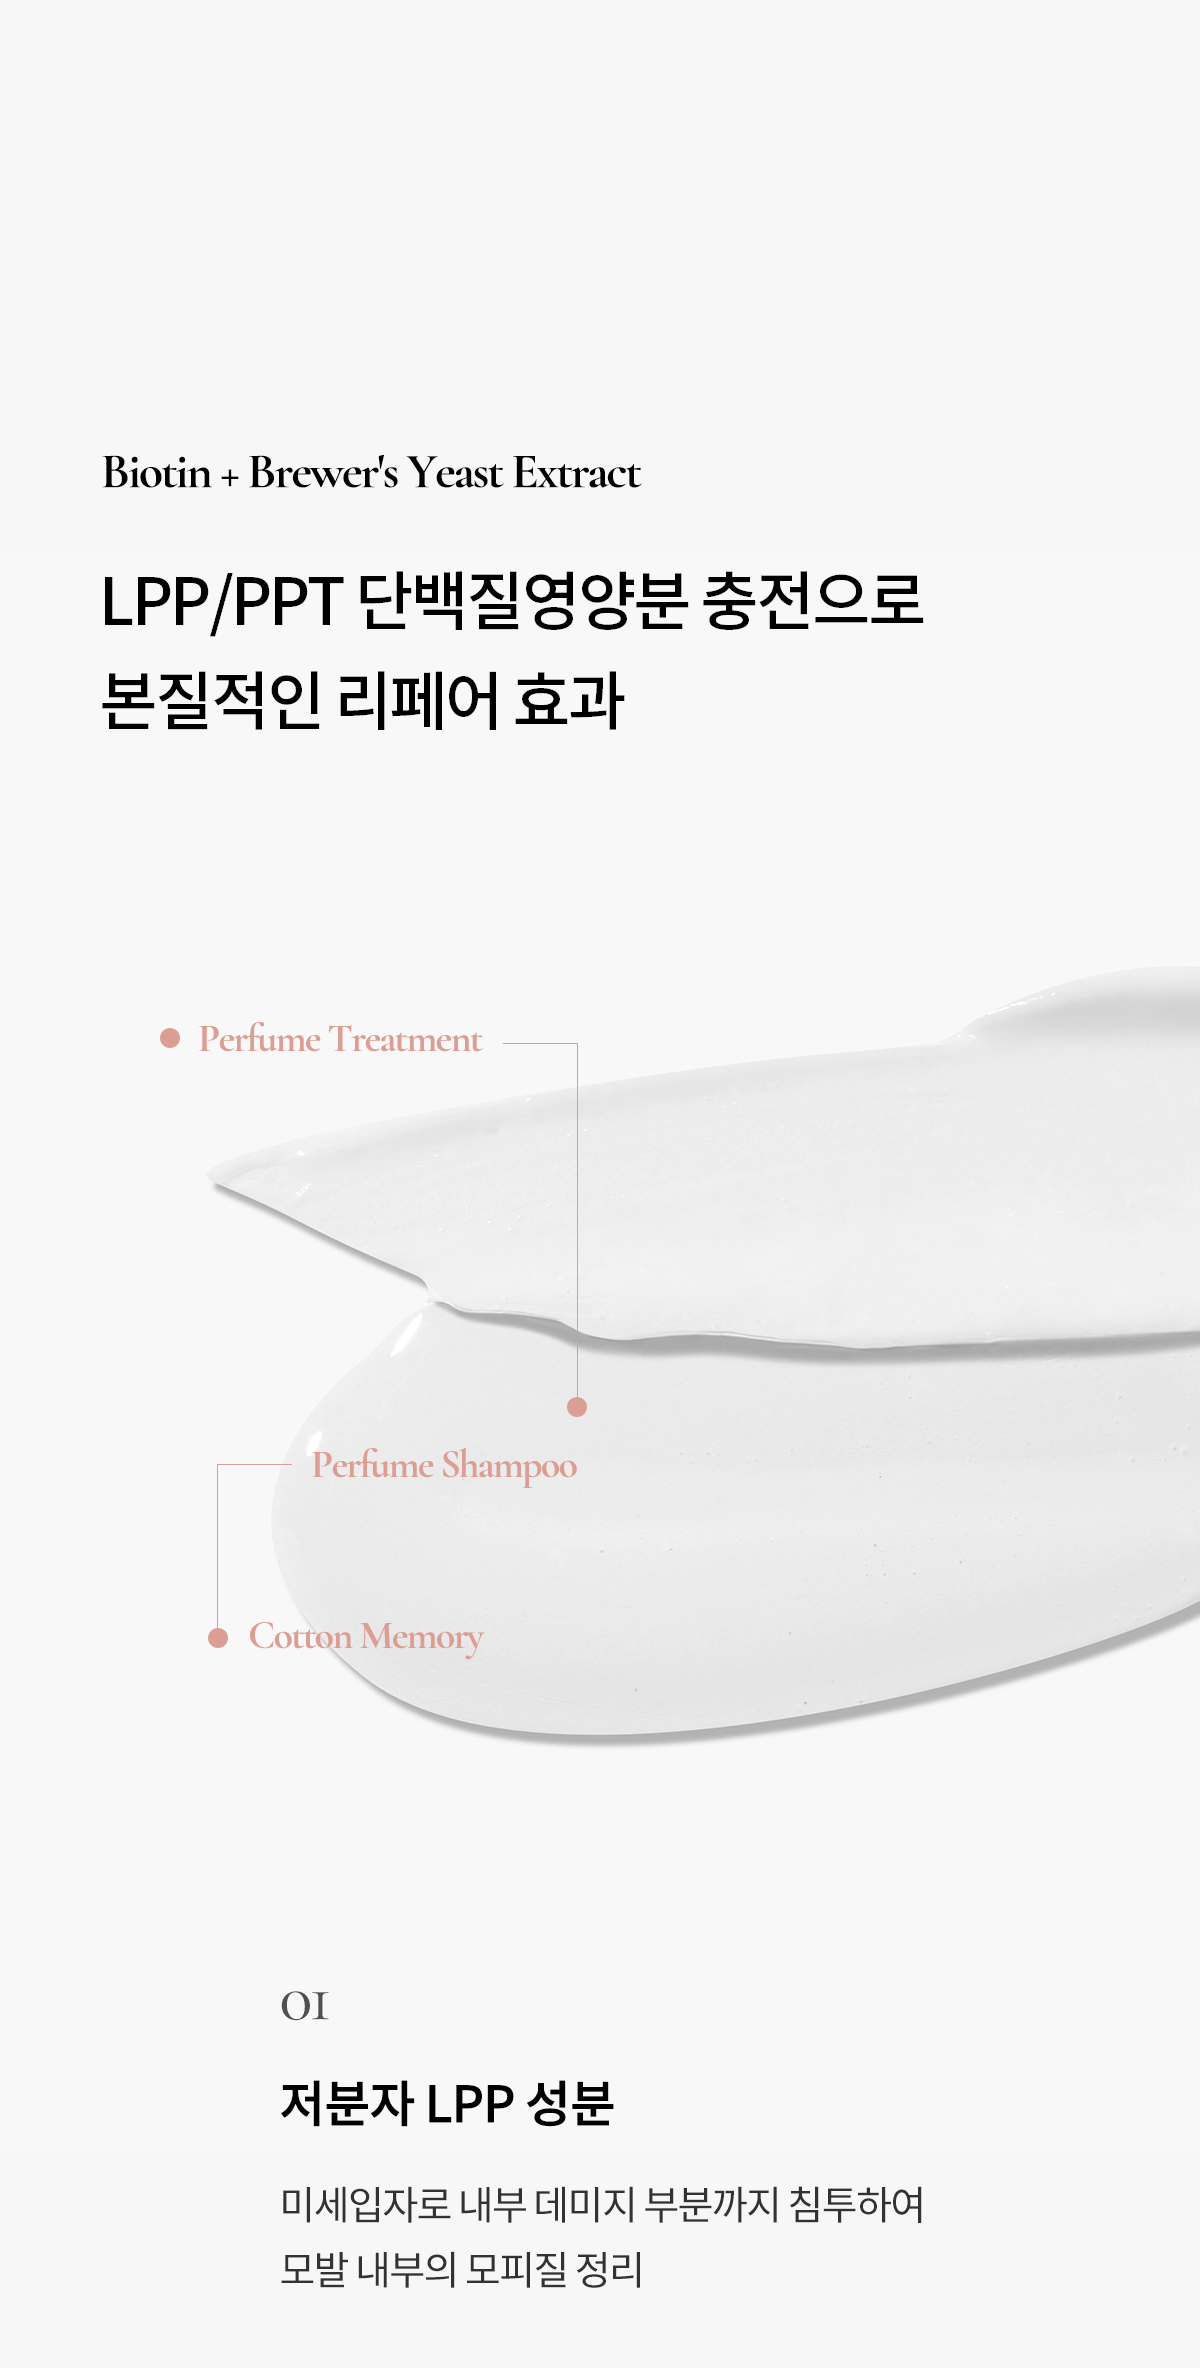 Biotin + Brewer's Yeast Extract
LPP/PPT 단백질영양분 충전으로
본질적인 리페어 효과
Perfume Treatment
Perfume Shampoo
Cotton Memory
01
저분자 LPP 성분
미세입자로 내부 데미지 부분까지 침투하여
모발 내부의 모피질 정리